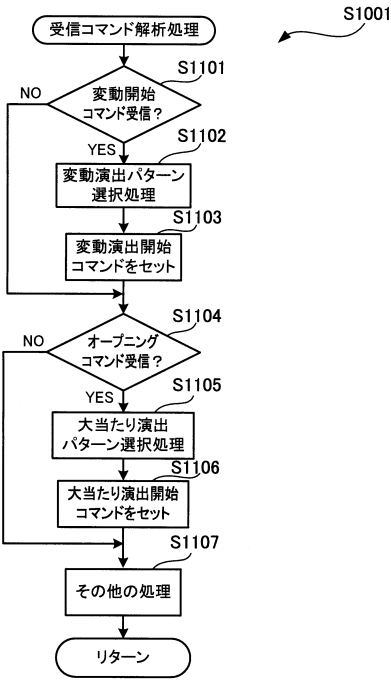 受信コマンド解析処理
S1001
S1101
変動開始
コマンド受信？
NO
YES
S1102
変動演出パターン
選択処理
S1103
変動演出開始
コマンドをセット
S1104
オープニング
コマンド受信？
NO
YES
S1105
大当たり演出
パターン選択処理
S1106
大当たり演出開始
コマンドをセット
S1107
その他の処理
リターン